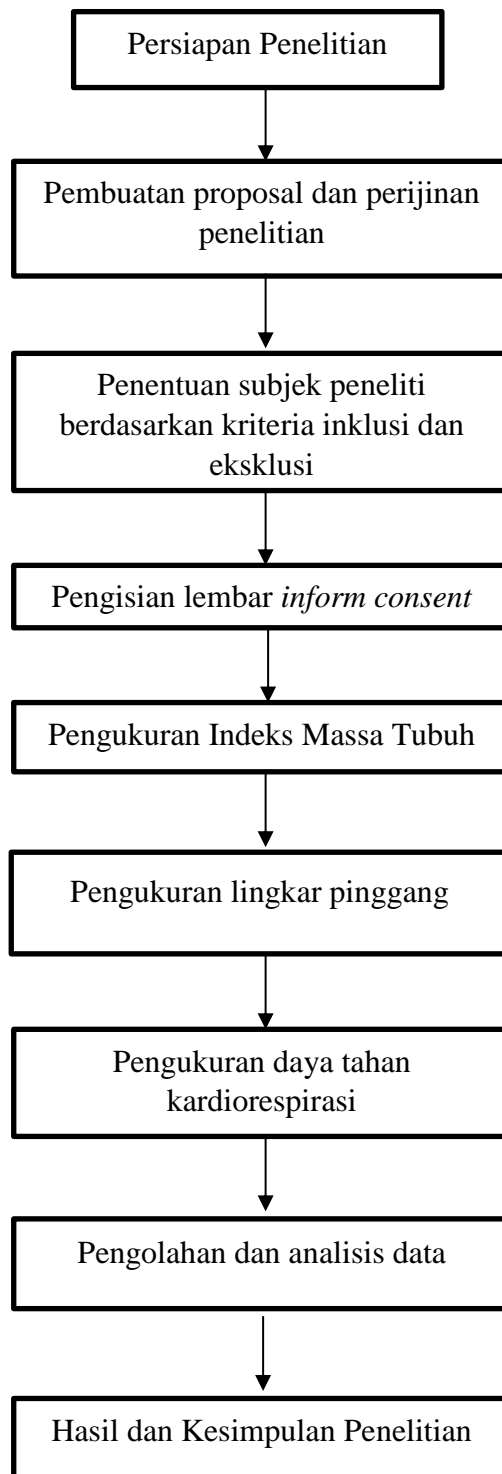 Persiapan Penelitian
Pembuatan proposal dan perijinan
penelitian
Penentuan subjek peneliti
berdasarkan kriteria inklusi dan
eksklusi
Pengisian lembar inform consent
Pengukuran Indeks Massa Tubuh
Pengukuran lingkar pinggang
Pengukuran daya tahan
kardiorespirasi
Pengolahan dan analisis data
Hasil dan Kesimpulan Penelitian